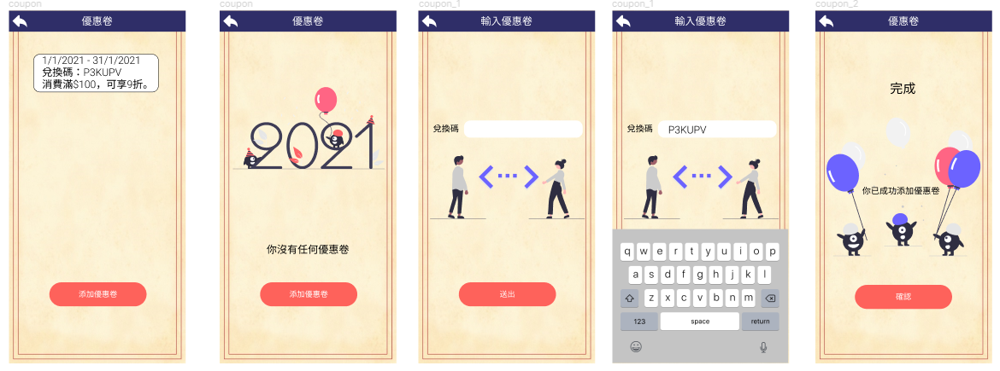 coupon
優惠卷
1/1/2021 - 31/1/2021
兌換碼：P3KUPV
消費滿$100，可享9折。
添加優惠卷
coupon
優惠卷
2021
你沒有任何優惠卷
添加優惠卷
coupon_1
輸入優惠卷
兌換碼
送出
coupon_1
輸入優惠卷
兌換碼 P3KUPV
q w e r t y u i o p
a s d f g h j k l
z x c v b n m
123 space return
coupon_2
優惠卷
完成
你已成功添加優惠卷
確認